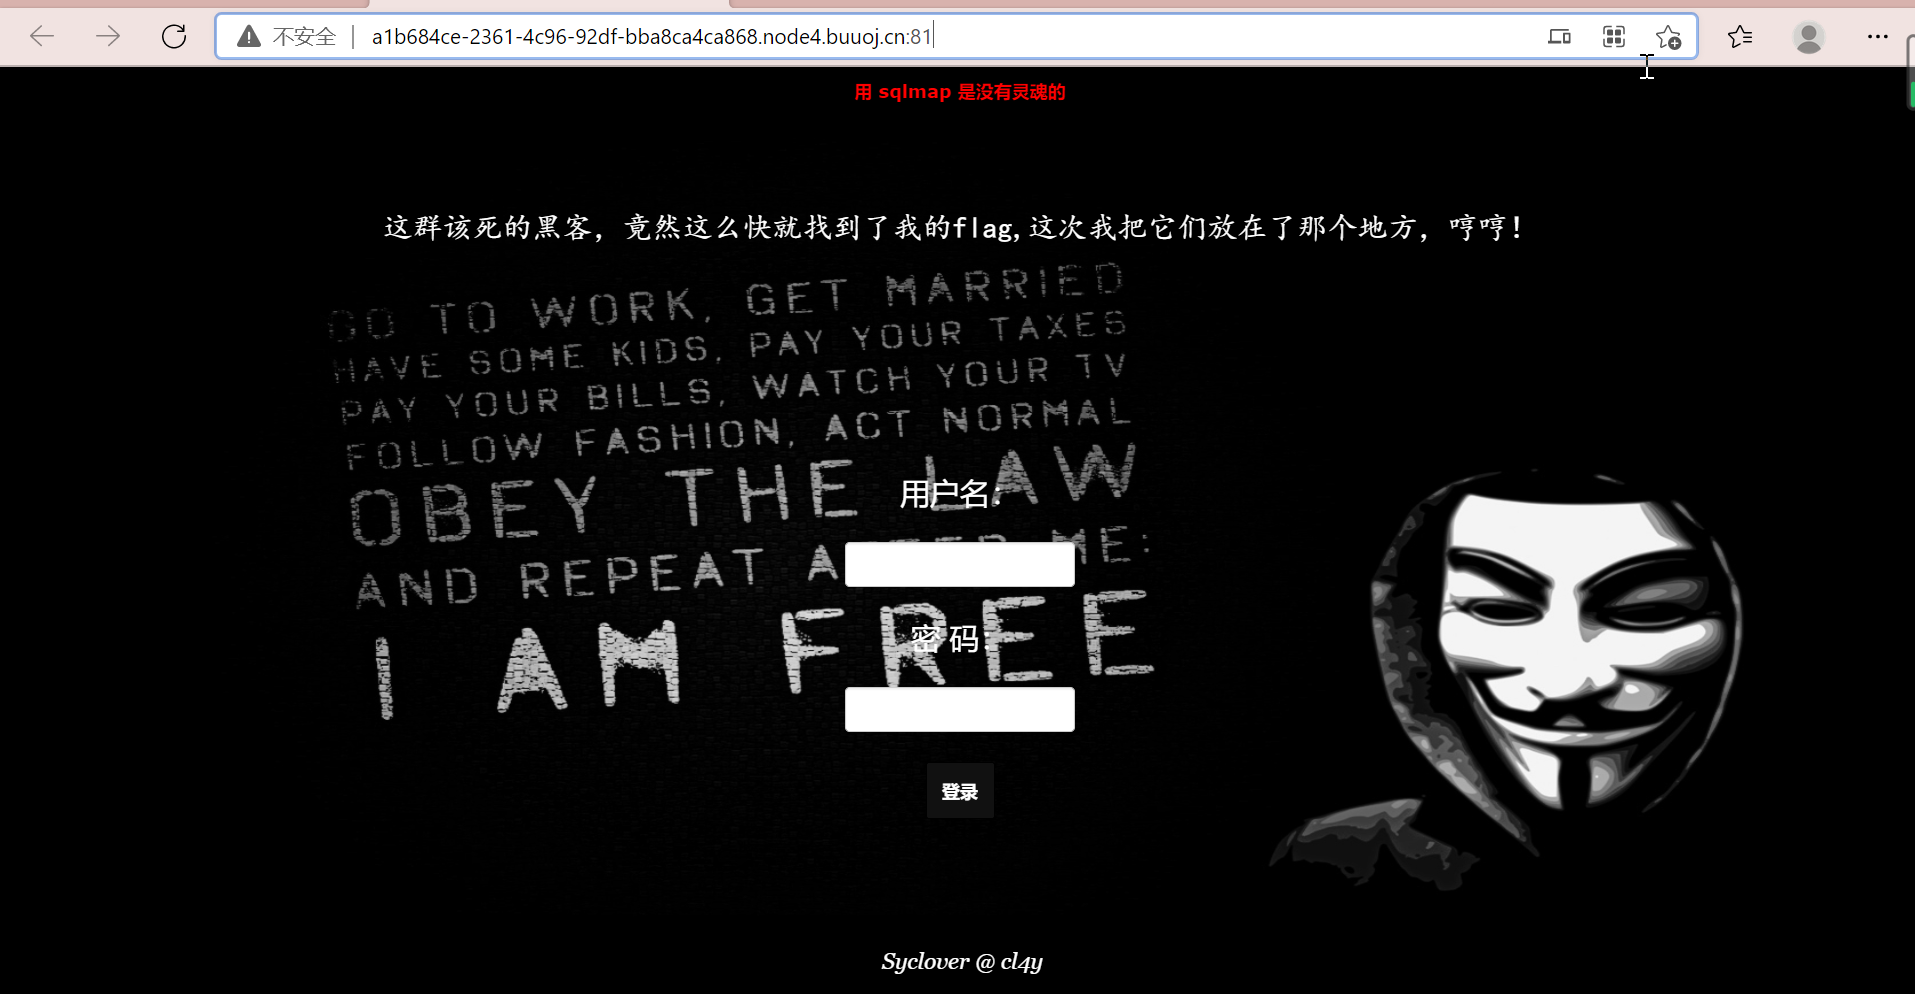 不安全 a1b684ce-2361-4c96-92df-bba8ca4ca868.node4.buuoj.cn:81
用 sqlmap 是没有灵魂的
这群该死的黑客，竟然这么快就找到了我的flag,这次我把它们放在了那个地方，哼哼！
GO TO WORK, GET MARRIED
HAVE SOME KIDS, PAY YOUR TAXES
PAY YOUR BILLS, WATCH YOUR TV
FOLLOW FASHION, ACT NORMAL
OBEY THE LAW
用户名：
AND REPEAT AFTER ME:
I AM FREE
密 码：
登录
Syclover @ cl4y